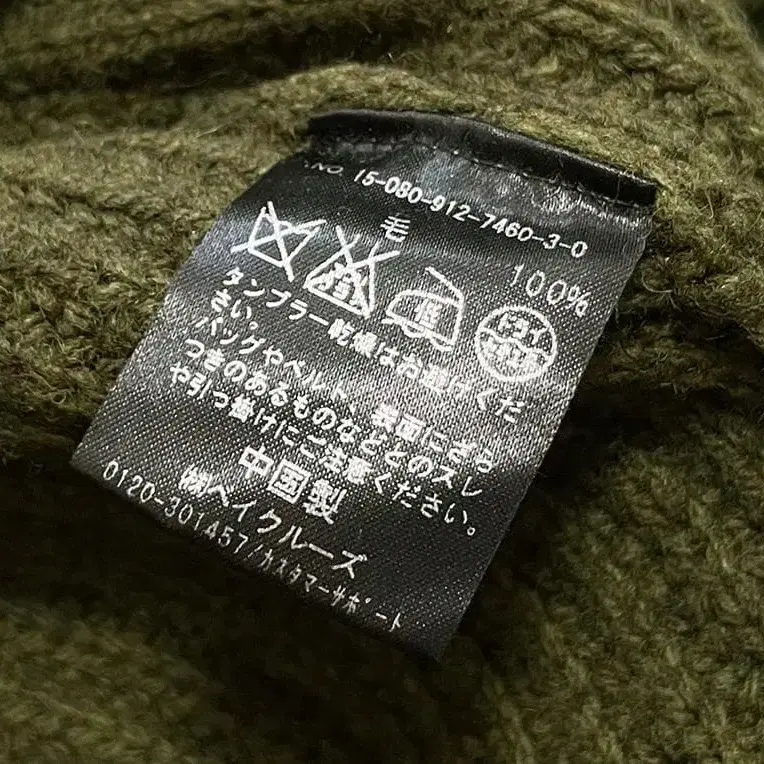 .NO. 15-080-912-7460-3-0
毛 100%
ドライ
タンブラー乾燥はお避けくだ
さい。
バッグやベルト、表面にざら
つきのあるものなどとのスレ
や引っ掛けにご注意ください。
中国製
㈱ベイクルーズ
0120-301457/カスタマーサポート